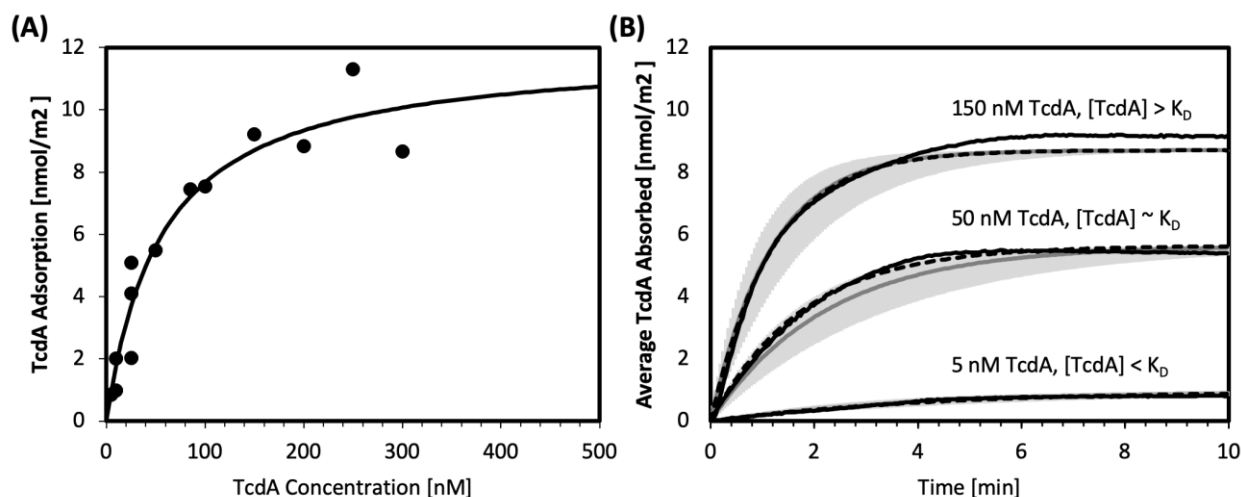 (A)
12
10
8
6
4
2
0
TcdA Adsorption [nmol/m2 ]
0 100 200 300 400 500
TcdA Concentration [nM]
(B)
12
10
8
6
4
2
0
Average TcdA Absorbed [nmol/m2]
150 nM TcdA, [TcdA] > KD
50 nM TcdA, [TcdA] ~ KD
5 nM TcdA, [TcdA] < KD
0 2 4 6 8 10
Time [min]